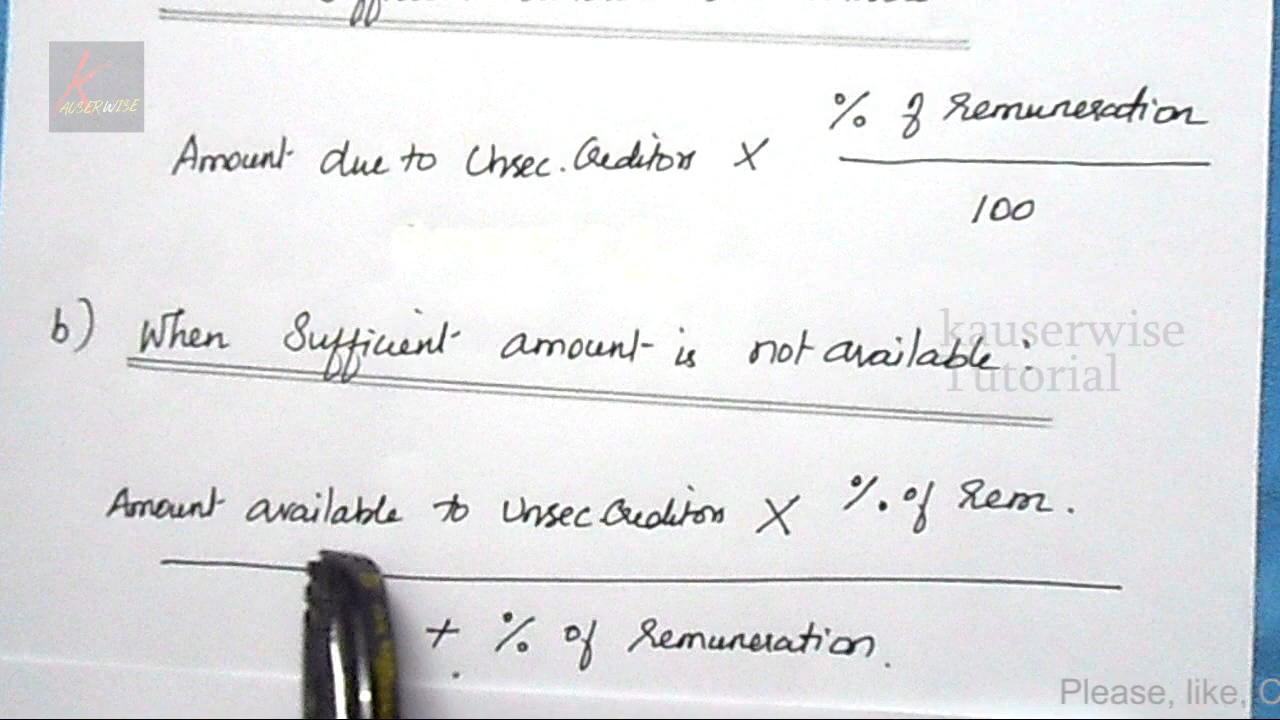 KAUSERWISE
Amount due to Unsec. Creditors X % of remuneration
100
b) When Sufficient amount is not available :
kauserwise
Tutorial
Amount available to Unsec. Creditors X % of rem.
+ % of remuneration.
Please, like, C